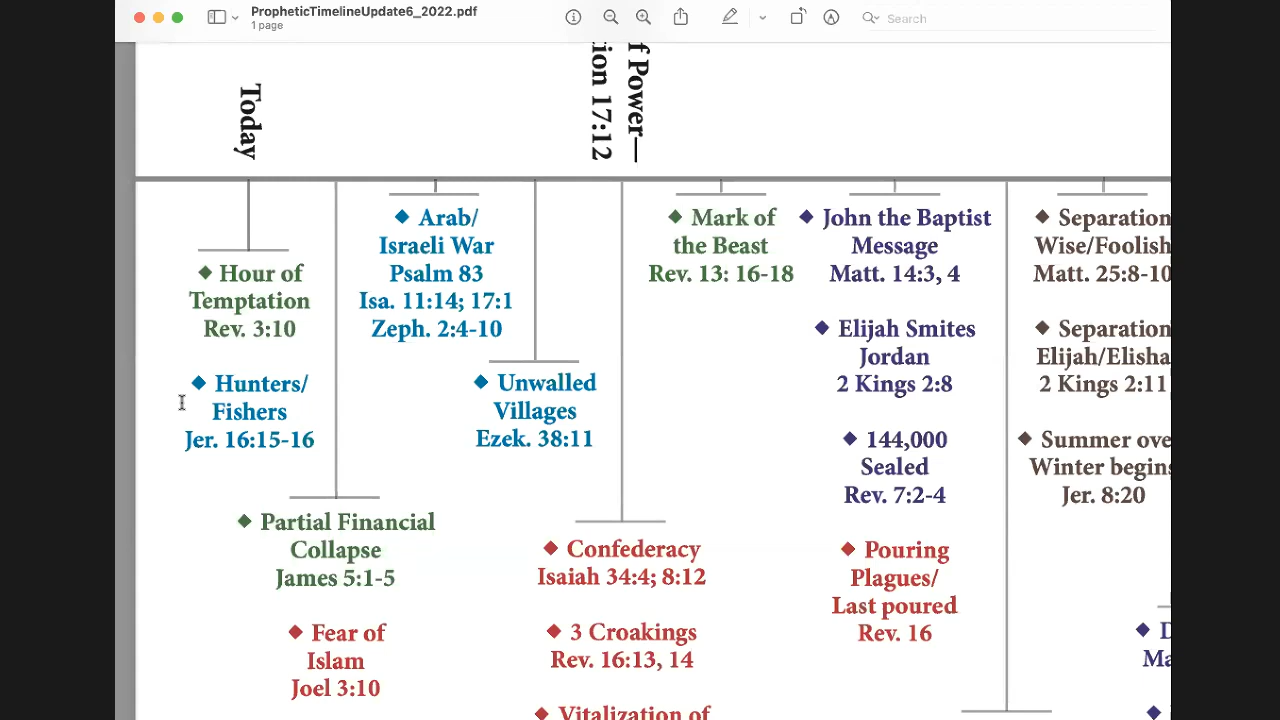 PropheticTimelineUpdate6_2022.pdf
1 page
Search
Today
f Power—
ion 17:12
◆ Hour of
Temptation
Rev. 3:10
◆ Hunters/
Fishers
Jer. 16:15-16
◆ Partial Financial
Collapse
James 5:1-5
◆ Fear of
Islam
Joel 3:10
◆ Arab/
Israeli War
Psalm 83
Isa. 11:14; 17:1
Zeph. 2:4-10
◆ Unwalled
Villages
Ezek. 38:11
◆ Confederacy
Isaiah 34:4; 8:12
◆ 3 Croakings
Rev. 16:13, 14
◆ Vitalization of
◆ Mark of
the Beast
Rev. 13: 16-18
◆ John the Baptist
Message
Matt. 14:3, 4
◆ Elijah Smites
Jordan
2 Kings 2:8
◆ 144,000
Sealed
Rev. 7:2-4
◆ Pouring
Plagues/
Last poured
Rev. 16
◆ Separation
Wise/Foolish
Matt. 25:8-10
◆ Separation
Elijah/Elisha
2 Kings 2:11
◆ Summer ove
Winter begins
Jer. 8:20
Ma